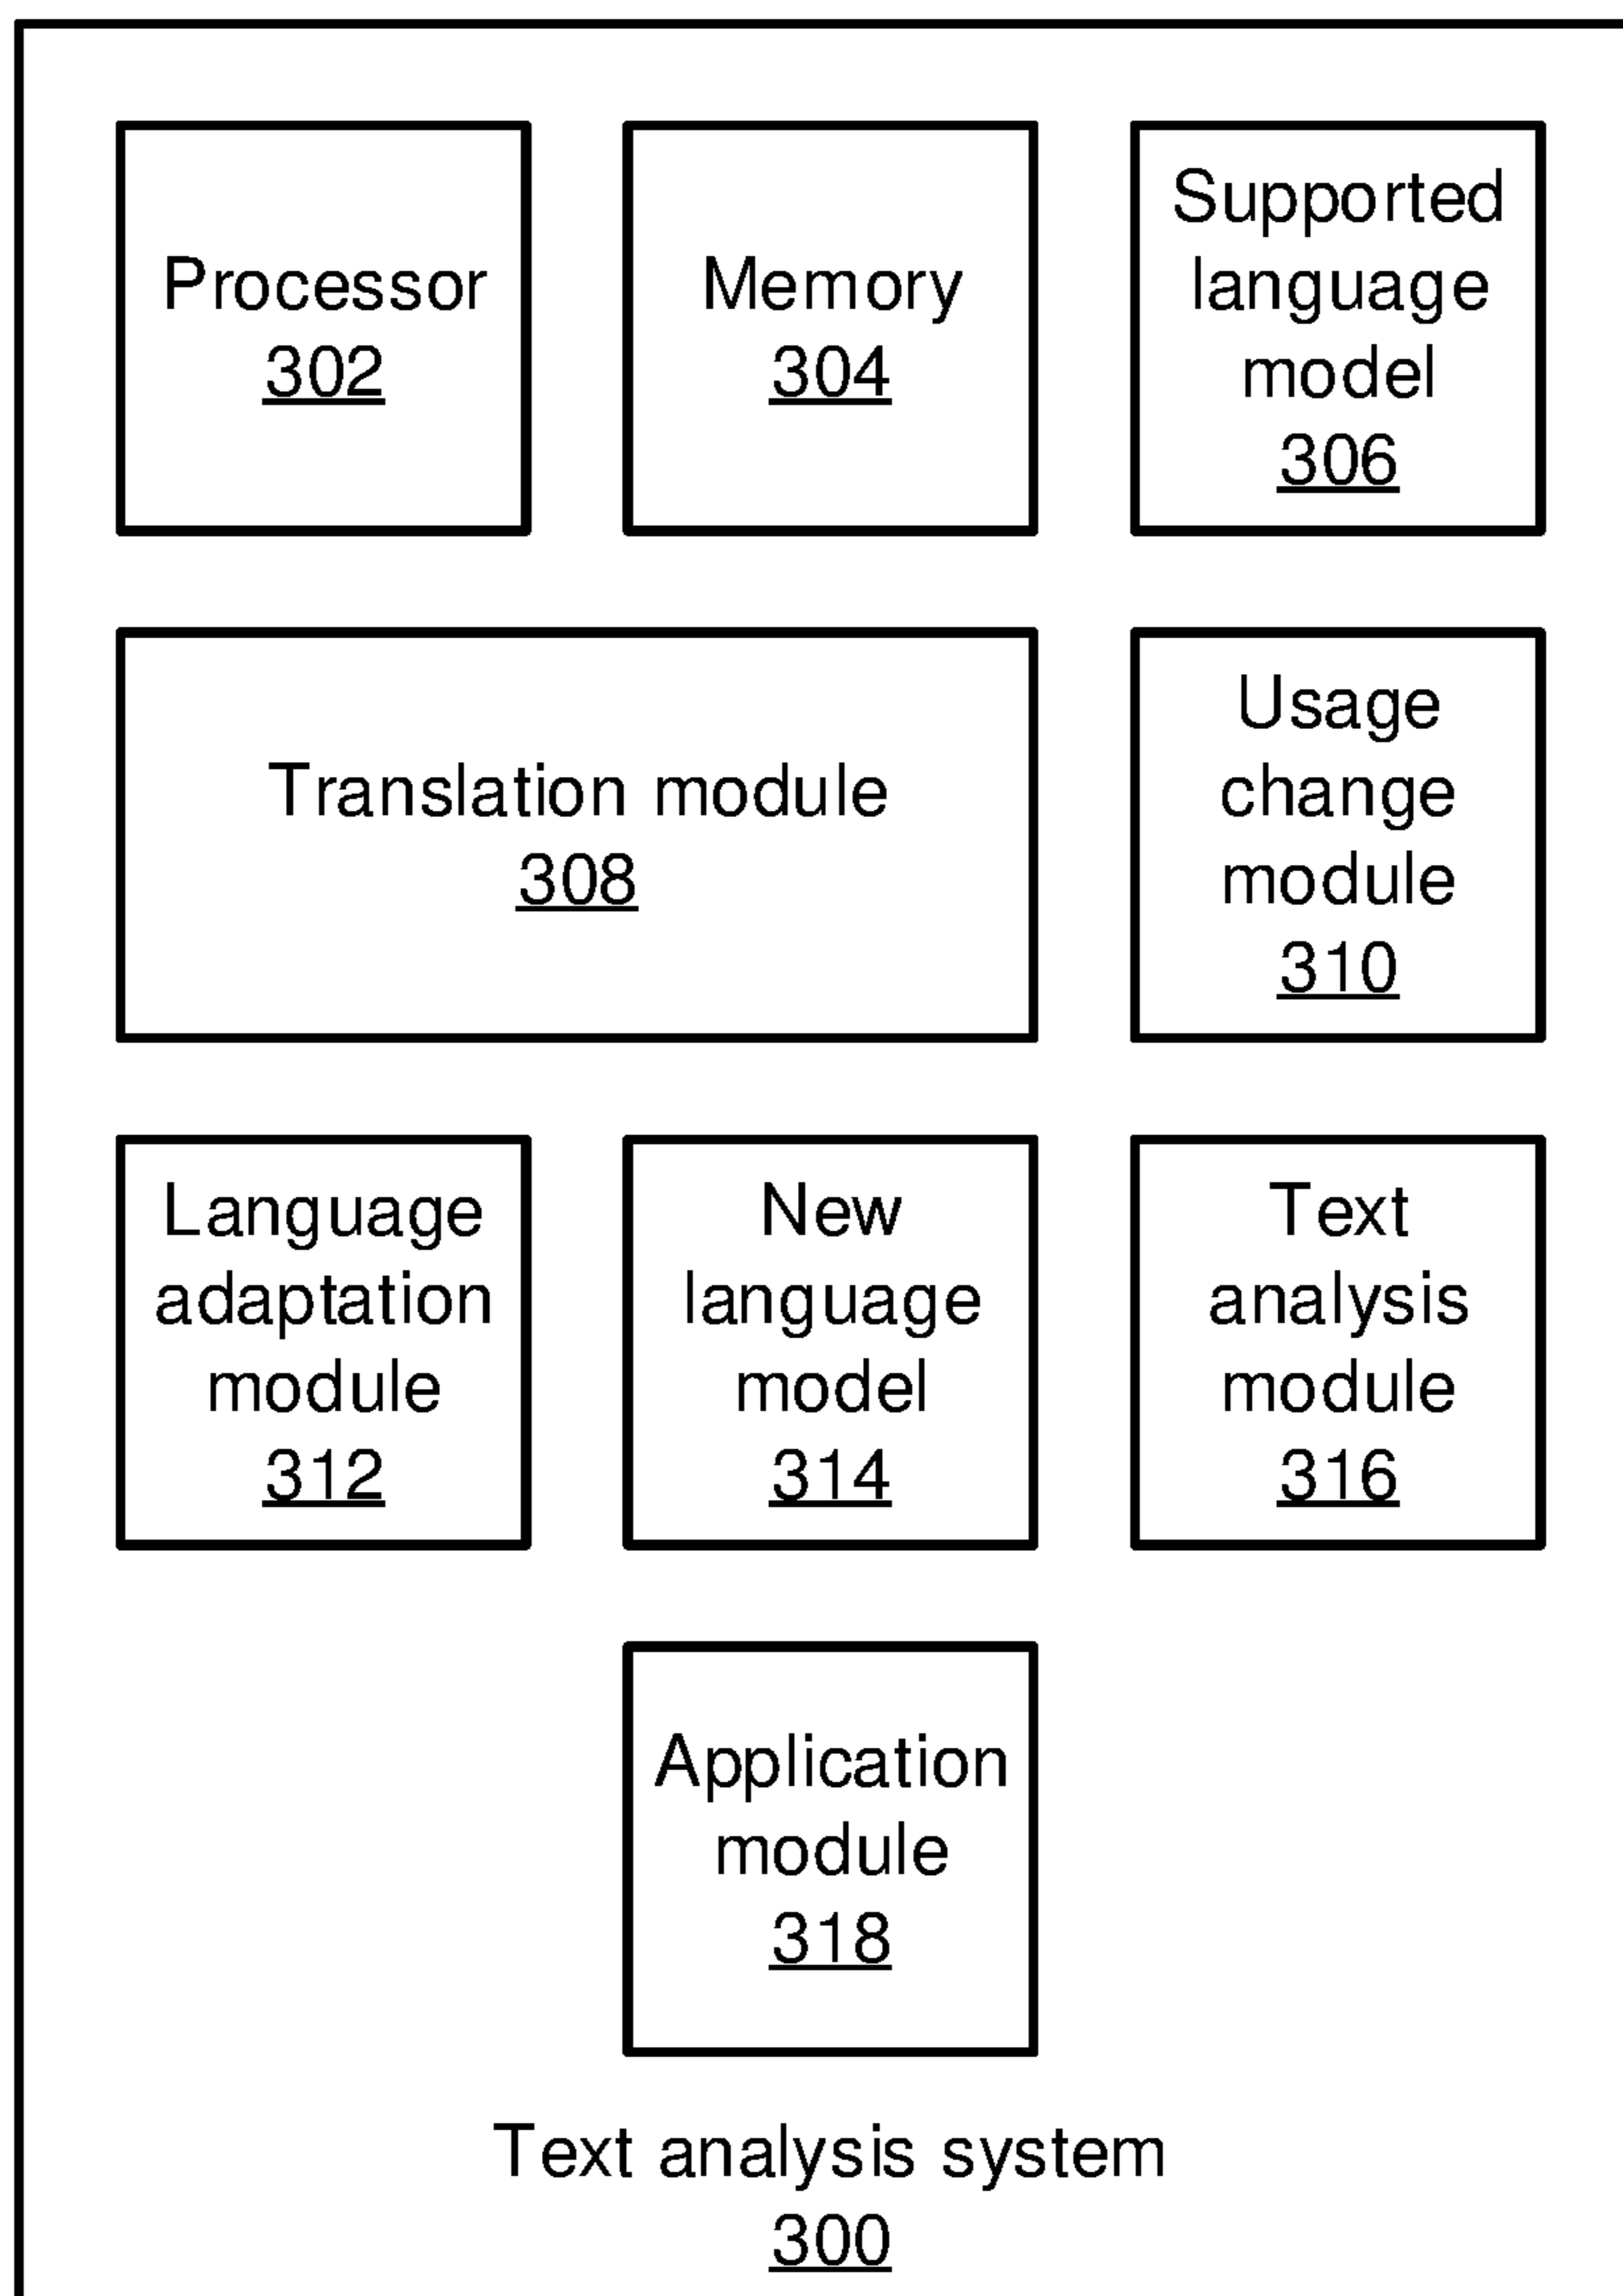 Processor
302
Memory
304
Supported
language
model
306
Translation module
308
Usage
change
module
310
Language
adaptation
module
312
New
language
model
314
Text
analysis
module
316
Application
module
318
Text analysis system
300